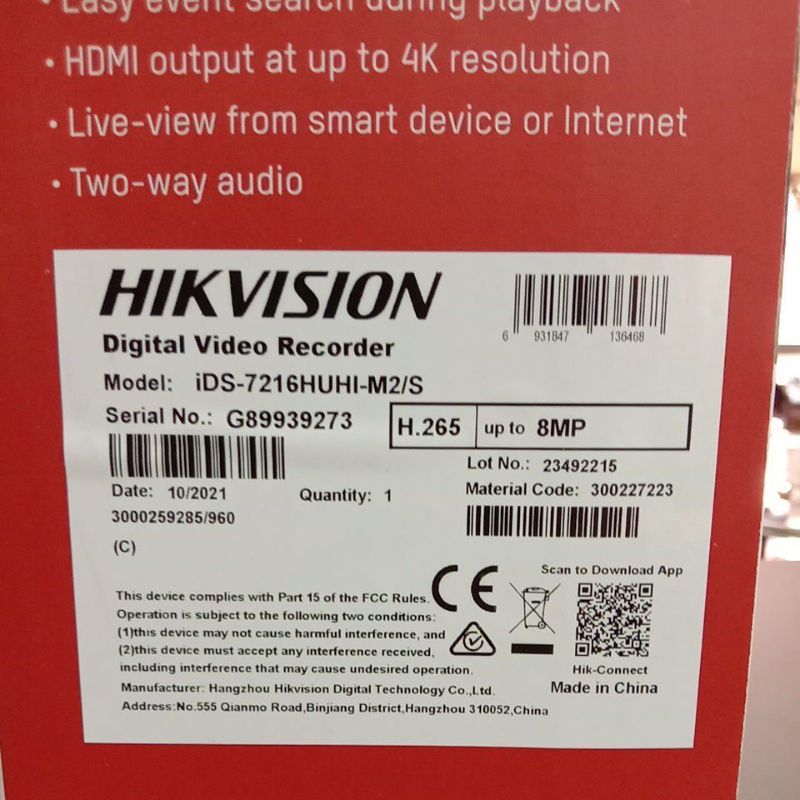 • Easy event search during playback
• HDMI output at up to 4K resolution
• Live-view from smart device or Internet
• Two-way audio
HIKVISION
6 931847 136468
Digital Video Recorder
Model: iDS-7216HUHI-M2/S
Serial No.: G89939273
H.265 up to 8MP
Lot No.: 23492215
Date: 10/2021
Quantity: 1
Material Code: 300227223
3000259285/960
(C)
CE
Scan to Download App
This device complies with Part 15 of the FCC Rules.
Operation is subject to the following two conditions:
(1)this device may not cause harmful interference, and
(2)this device must accept any interference received,
including interference that may cause undesired operation.
Hik-Connect
Manufacturer: Hangzhou Hikvision Digital Technology Co.,Ltd.
Made in China
Address:No.555 Qianmo Road,Binjiang District,Hangzhou 310052,China